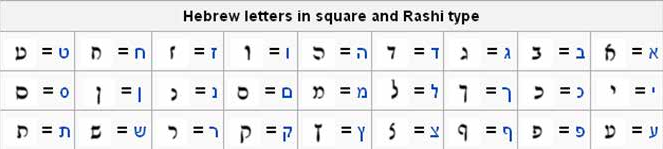 Hebrew letters in square and Rashi type
א = א ב = ב ג = ג ד = ד ה = ה ו = ו ז = ז ח = ח ט = ט
י = י כ = כ ך = ך ל = ל מ = מ ם = ם נ = נ ן = ן ס = ס
ע = ע פ = פ ף = ף צ = צ ץ = ץ ק = ק ר = ר ש = ש ת = ת